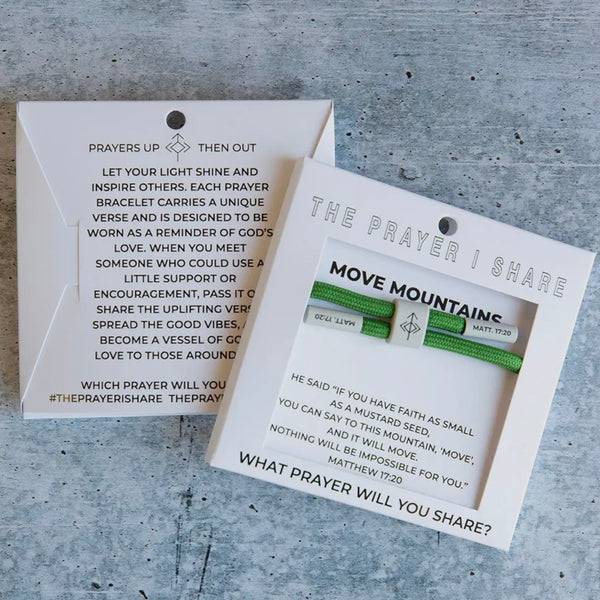 PRAYERS UP THEN OUT
LET YOUR LIGHT SHINE AND
INSPIRE OTHERS. EACH PRAYER
BRACELET CARRIES A UNIQUE
VERSE AND IS DESIGNED TO BE
WORN AS A REMINDER OF GOD'S
LOVE. WHEN YOU MEET
SOMEONE WHO COULD USE A
LITTLE SUPPORT OR
ENCOURAGEMENT, PASS IT
SHARE THE UPLIFTING
SPREAD THE GOOD VIBES,
BECOME A VESSEL OF
LOVE TO THOSE
WHICH PRAYER WILL YOU
#THEPRAYERISHARE
THE PRAYER I SHARE
MOVE MOUNTAINS
MATT. 17:20
MATT. 17:20
HE SAID "IF YOU HAVE FAITH AS SMALL
AS A MUSTARD SEED,
YOU CAN SAY TO THIS MOUNTAIN, 'MOVE',
AND IT WILL MOVE.
NOTHING WILL BE IMPOSSIBLE FOR YOU."
MATTHEW 17:20
WHAT PRAYER WILL YOU SHARE?